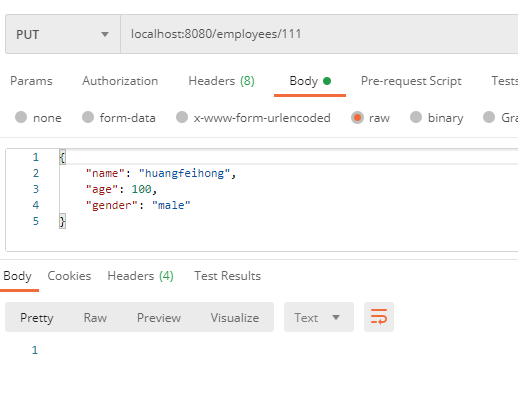 PUT localhost:8080/employees/111
Params Authorization Headers (8) Body Pre-request Script Tests
none form-data x-www-form-urlencoded raw binary Gra
1 {
2 "name": "huangfeihong",
3 "age": 100,
4 "gender": "male"
5 }
Body Cookies Headers (4) Test Results
Pretty Raw Preview Visualize Text
1